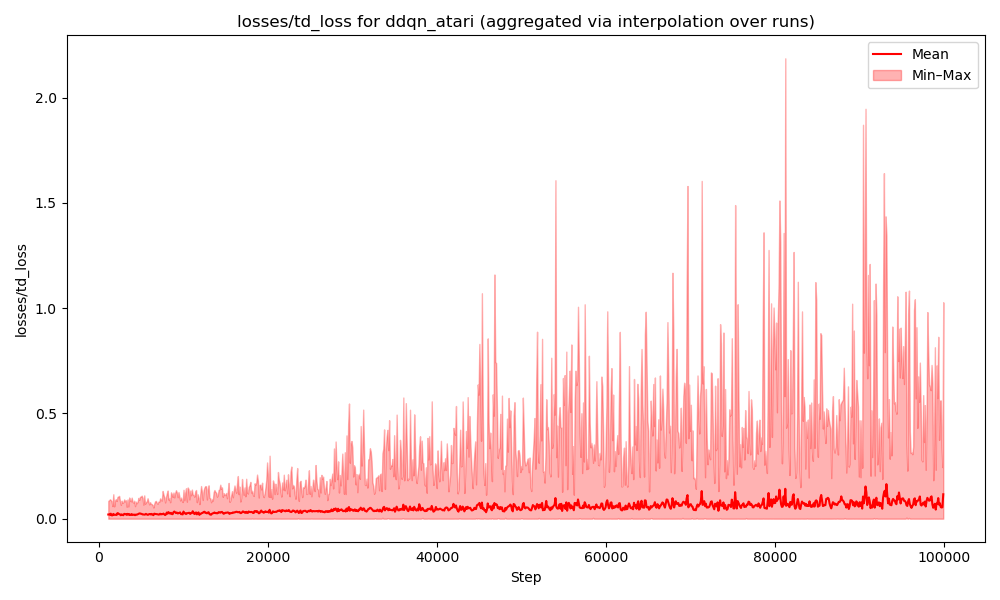 losses/td_loss for ddqn_atari (aggregated via interpolation over runs)
Mean
Min–Max
losses/td_loss
2.0
1.5
1.0
0.5
0.0
0 20000 40000 60000 80000 100000
Step